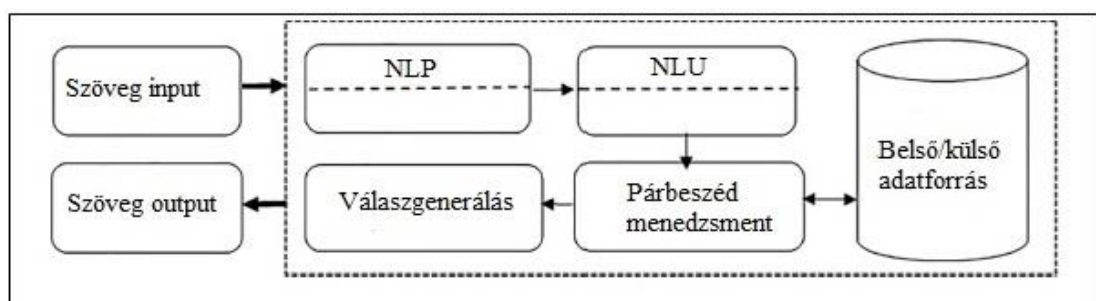 Szöveg input
NLP
NLU
Belső/külső
adatforrás
Szöveg output
Válaszgenerálás
Párbeszéd
menedzsment